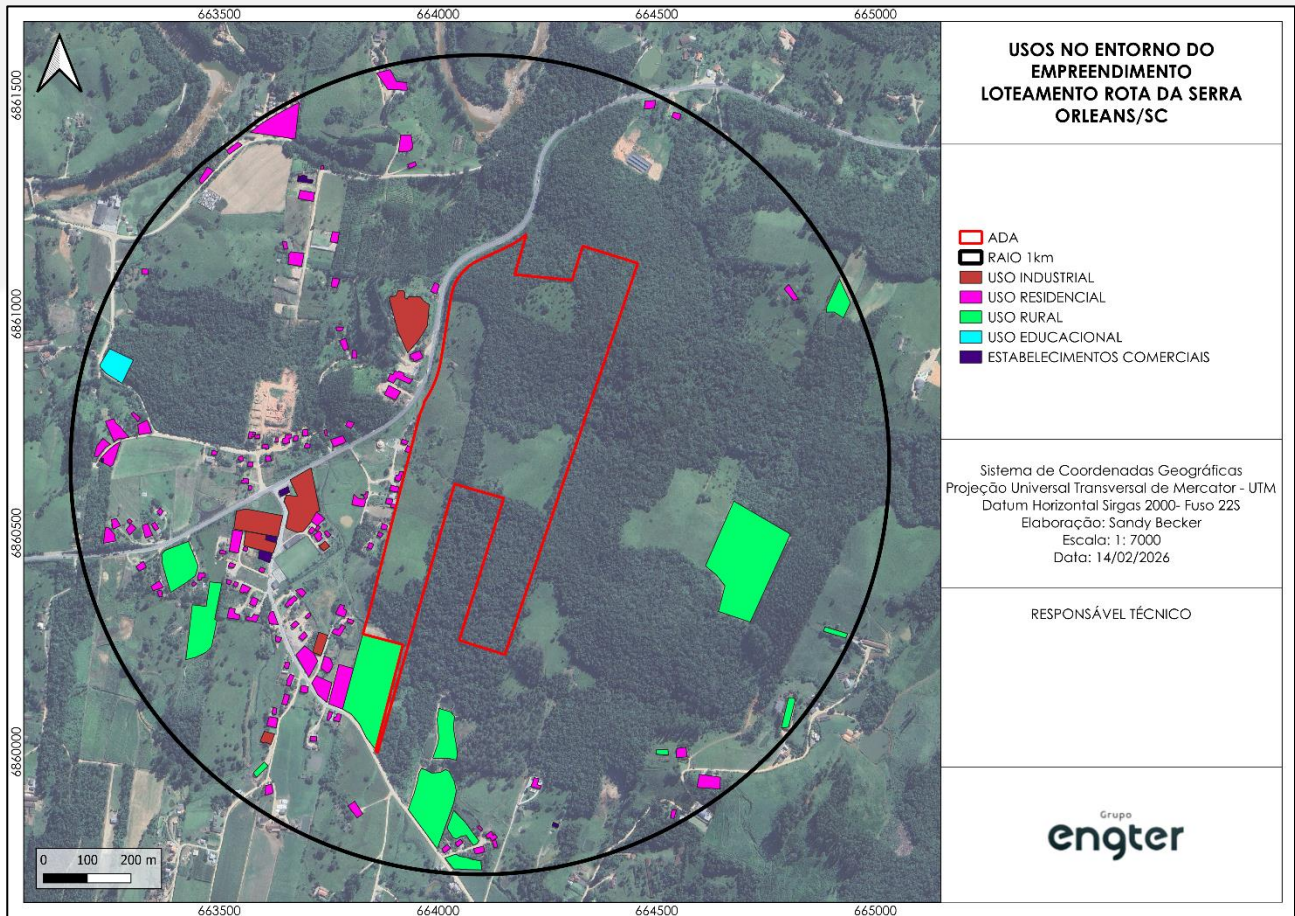 663500
664000
664500
665000
6861500
6861000
6860500
6860000
0 100 200 m
663500
664000
664500
665000
USOS NO ENTORNO DO
EMPREENDIMENTO
LOTEAMENTO ROTA DA SERRA
ORLEANS/SC
ADA
RAIO 1km
USO INDUSTRIAL
USO RESIDENCIAL
USO RURAL
USO EDUCACIONAL
ESTABELECIMENTOS COMERCIAIS
Sistema de Coordenadas Geográficas
Projeção Universal Transversal de Mercator - UTM
Datum Horizontal Sirgas 2000- Fuso 22S
Elaboração: Sandy Becker
Escala: 1: 7000
Data: 14/02/2026
RESPONSÁVEL TÉCNICO
Grupo
engter